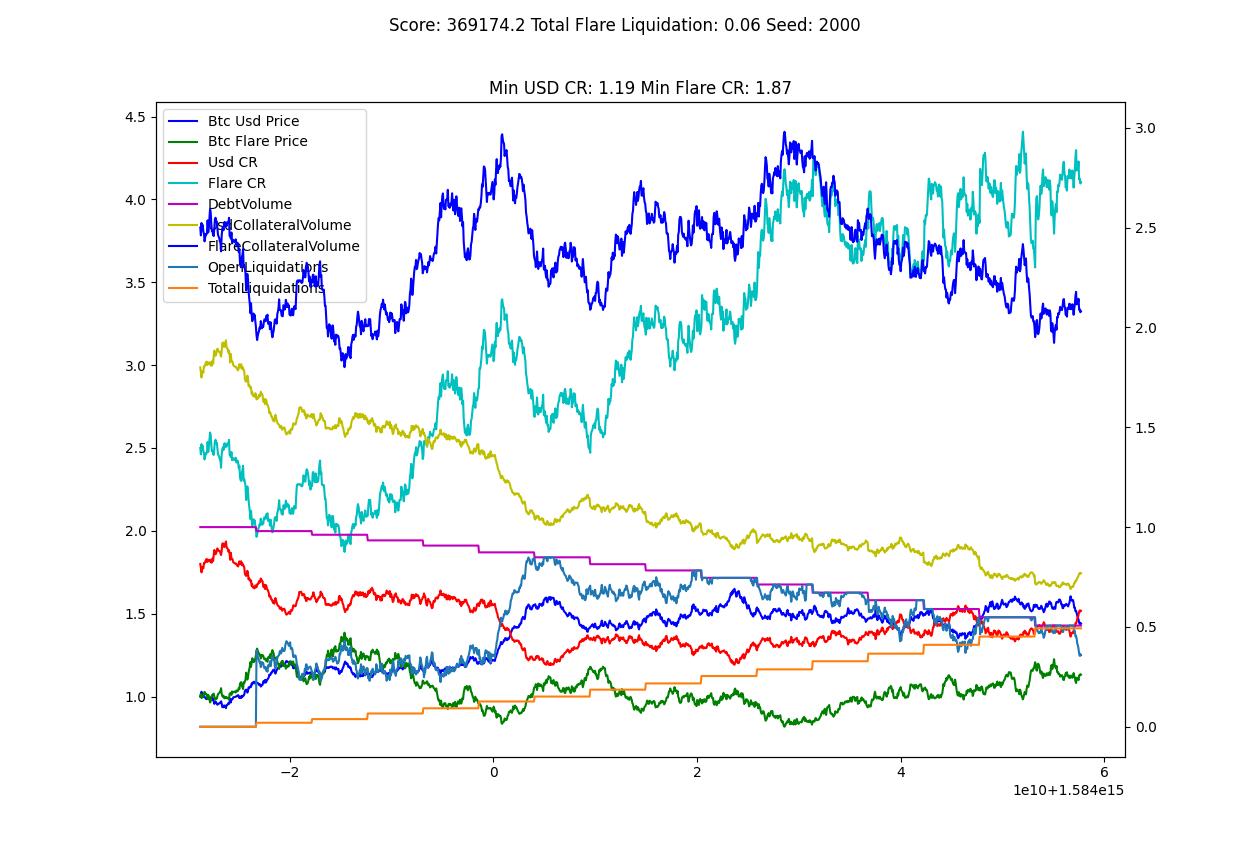 Score: 369174.2 Total Flare Liquidation: 0.06 Seed: 2000
Min USD CR: 1.19 Min Flare CR: 1.87
Btc Usd Price
Btc Flare Price
Usd CR
Flare CR
DebtVolume
UsdCollateralVolume
FlareCollateralVolume
OpenLiquidations
TotalLiquidations
4.5
4.0
3.5
3.0
2.5
2.0
1.5
1.0
3.0
2.5
2.0
1.5
1.0
0.5
0.0
−2
0
2
4
6
1e10+1.584e15